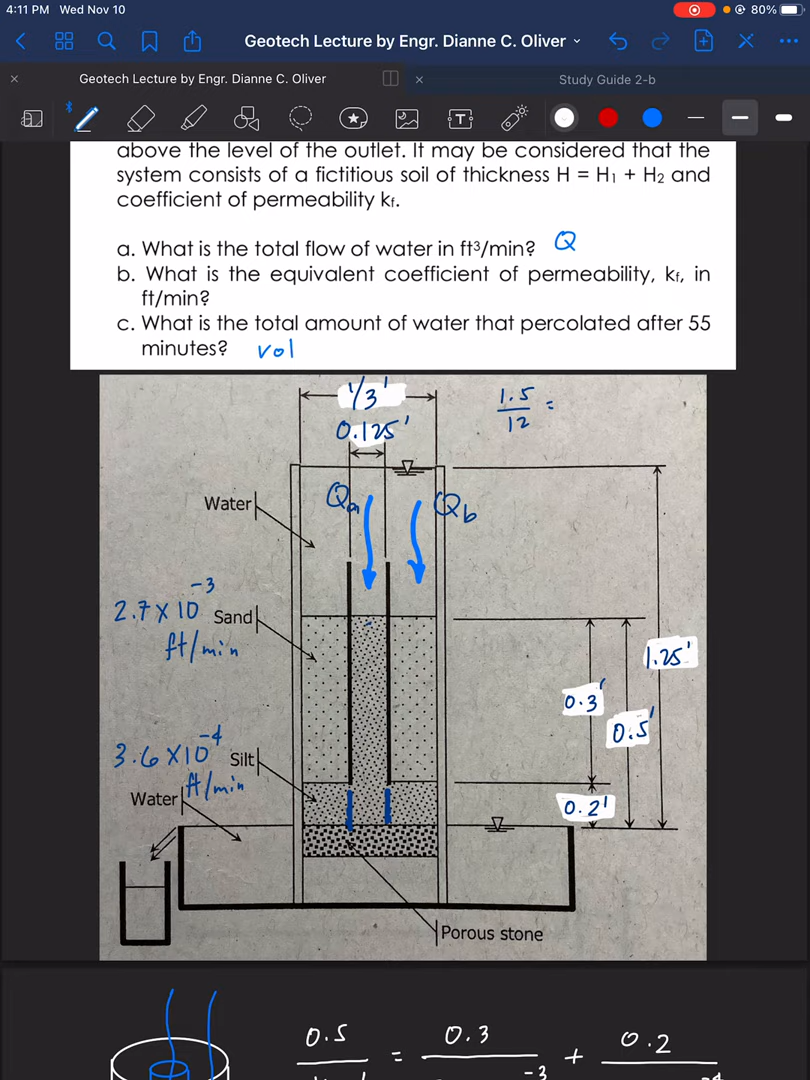 4:11 PM Wed Nov 10
80%
Geotech Lecture by Engr. Dianne C. Oliver
Geotech Lecture by Engr. Dianne C. Oliver
Study Guide 2-b
above the level of the outlet. It may be considered that the
system consists of a fictitious soil of thickness H = H₁ + H₂ and
coefficient of permeability kf.
a. What is the total flow of water in ft³/min? Q
b. What is the equivalent coefficient of permeability, kf, in
ft/min?
c. What is the total amount of water that percolated after 55
minutes? vol
1/3'
1.5/12 =
0.125'
Water
Qa
Qb
2.7 x 10⁻³
Sand
ft/min
1.25'
0.3'
0.5'
3.6 x 10⁻⁴
Silt
ft/min
Water
0.2'
Porous stone
0.5 = 0.3 + 0.2